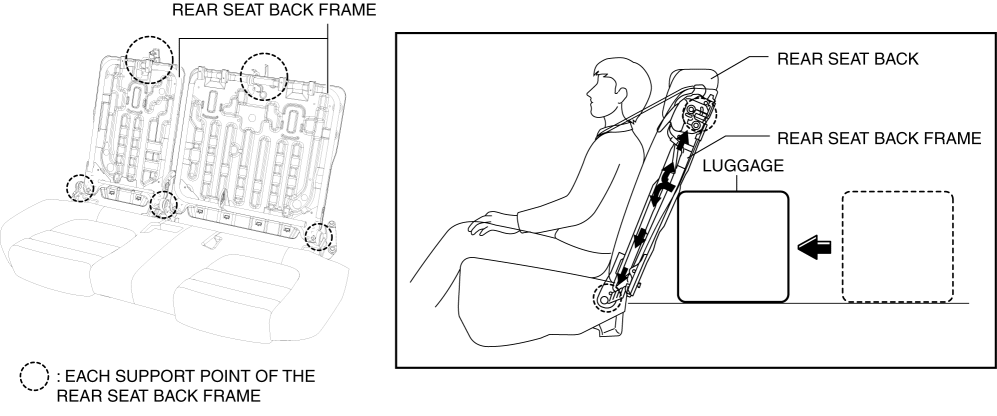 REAR SEAT BACK FRAME
REAR SEAT BACK
REAR SEAT BACK FRAME
LUGGAGE
: EACH SUPPORT POINT OF THE
REAR SEAT BACK FRAME